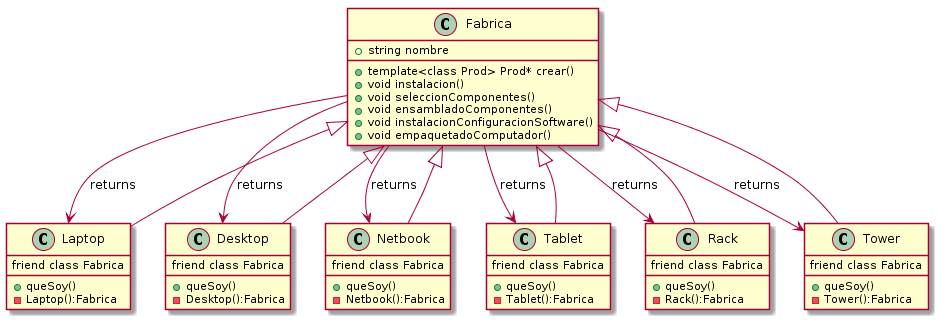 C Fabrica
string nombre
template<class Prod> Prod* crear()
void instalacion()
void seleccionComponentes()
void ensambladoComponentes()
void instalacionConfiguracionSoftware()
void empaquetadoComputador()
returns returns returns returns returns returns
C Laptop
friend class Fabrica
queSoy()
Laptop():Fabrica
C Desktop
friend class Fabrica
queSoy()
Desktop():Fabrica
C Netbook
friend class Fabrica
queSoy()
Netbook():Fabrica
C Tablet
friend class Fabrica
queSoy()
Tablet():Fabrica
C Rack
friend class Fabrica
queSoy()
Rack():Fabrica
C Tower
friend class Fabrica
queSoy()
Tower():Fabrica